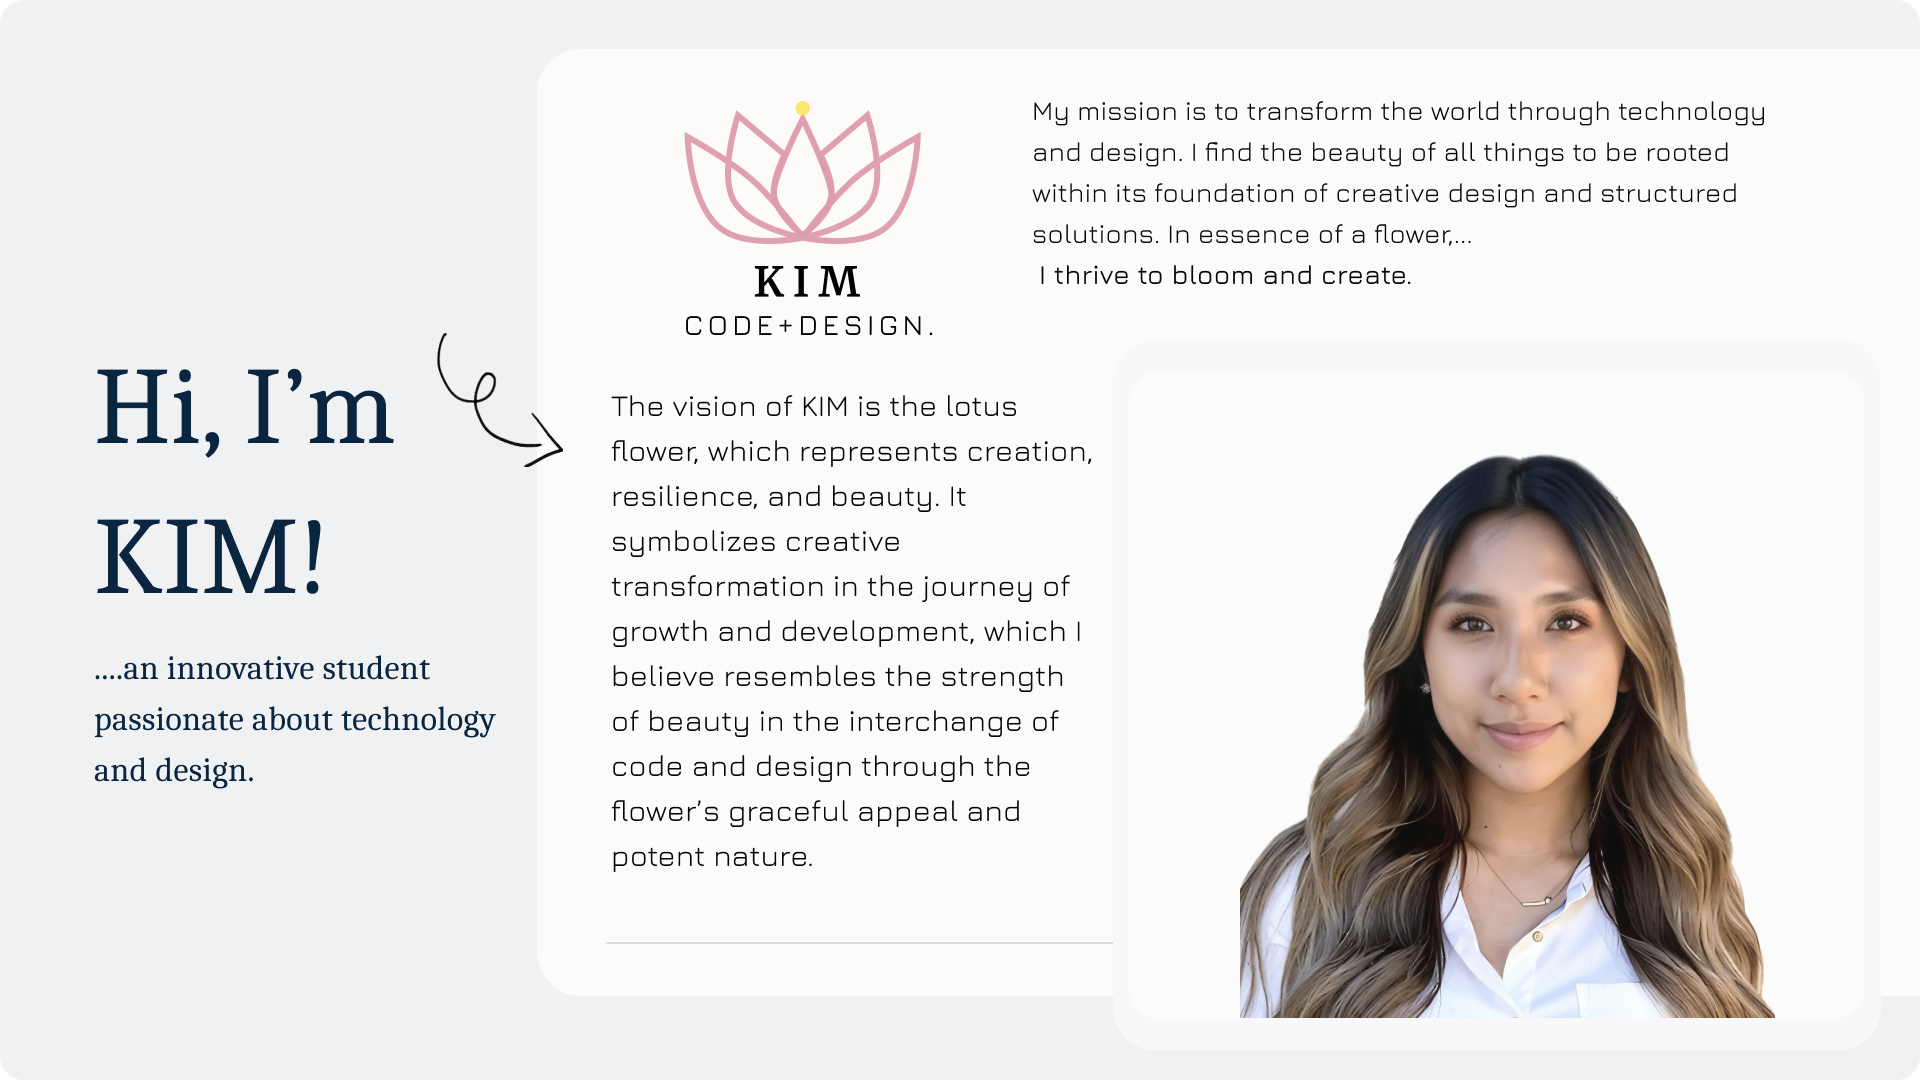 Hi, I’m
KIM!
....an innovative student
passionate about technology
and design.
KIM
CODE+DESIGN.
My mission is to transform the world through technology
and design. I find the beauty of all things to be rooted
within its foundation of creative design and structured
solutions. In essence of a flower,...
I thrive to bloom and create.
The vision of KIM is the lotus
flower, which represents creation,
resilience, and beauty. It
symbolizes creative
transformation in the journey of
growth and development, which I
believe resembles the strength
of beauty in the interchange of
code and design through the
flower’s graceful appeal and
potent nature.